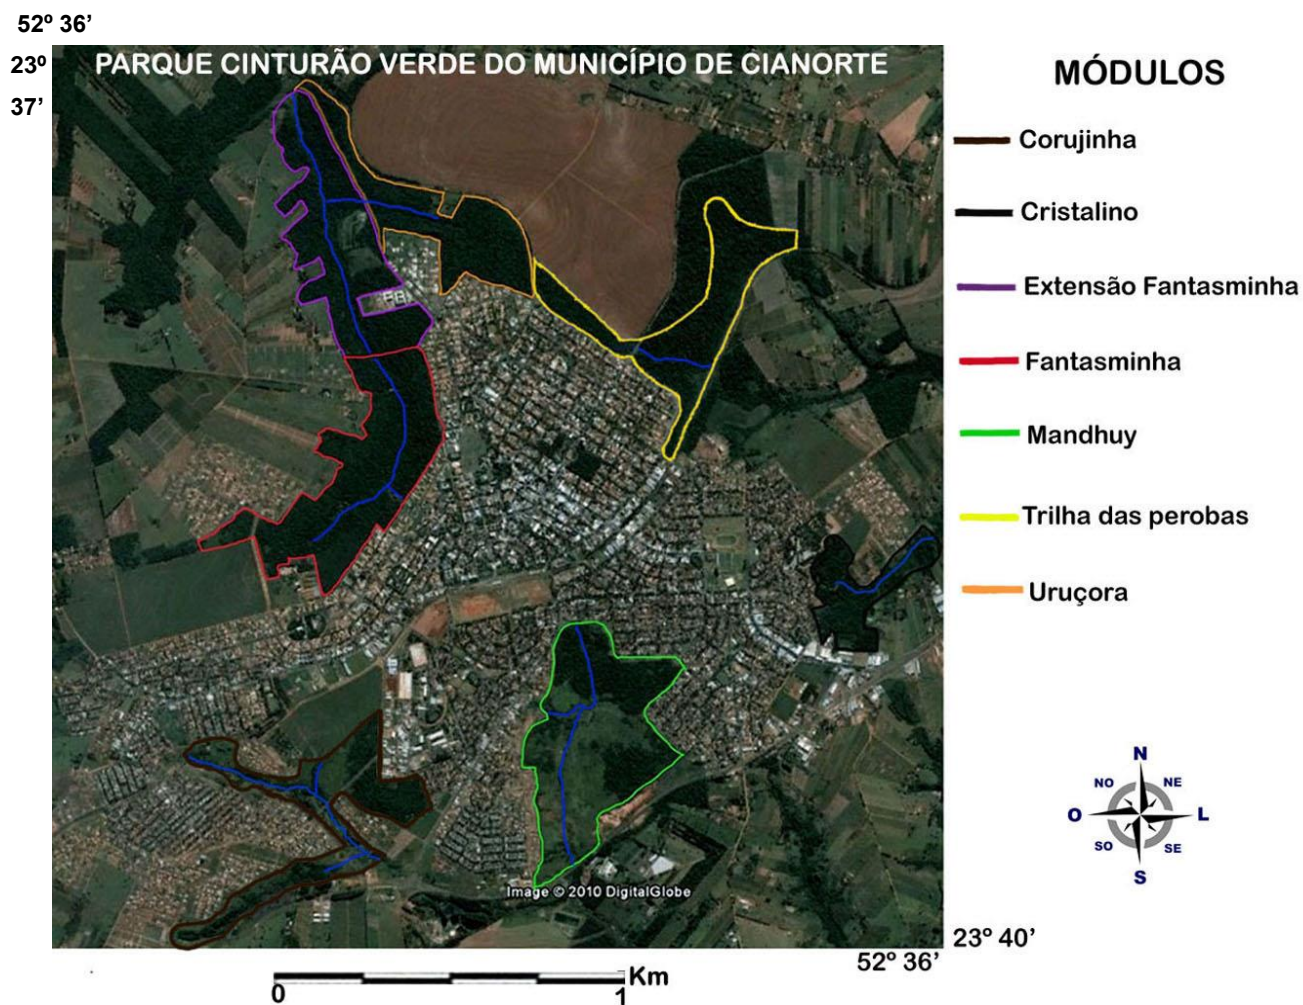 52º 36’
23º
37’
PARQUE CINTURÃO VERDE DO MUNICÍPIO DE CIANORTE
MÓDULOS
Corujinha
Cristalino
Extensão Fantasminha
Fantasminha
Mandhuy
Trilha das perobas
Uruçora
N
NO NE
O L
SO SE
S
Image © 2010 DigitalGlobe
23º 40’
52º 36’
Km
0 1